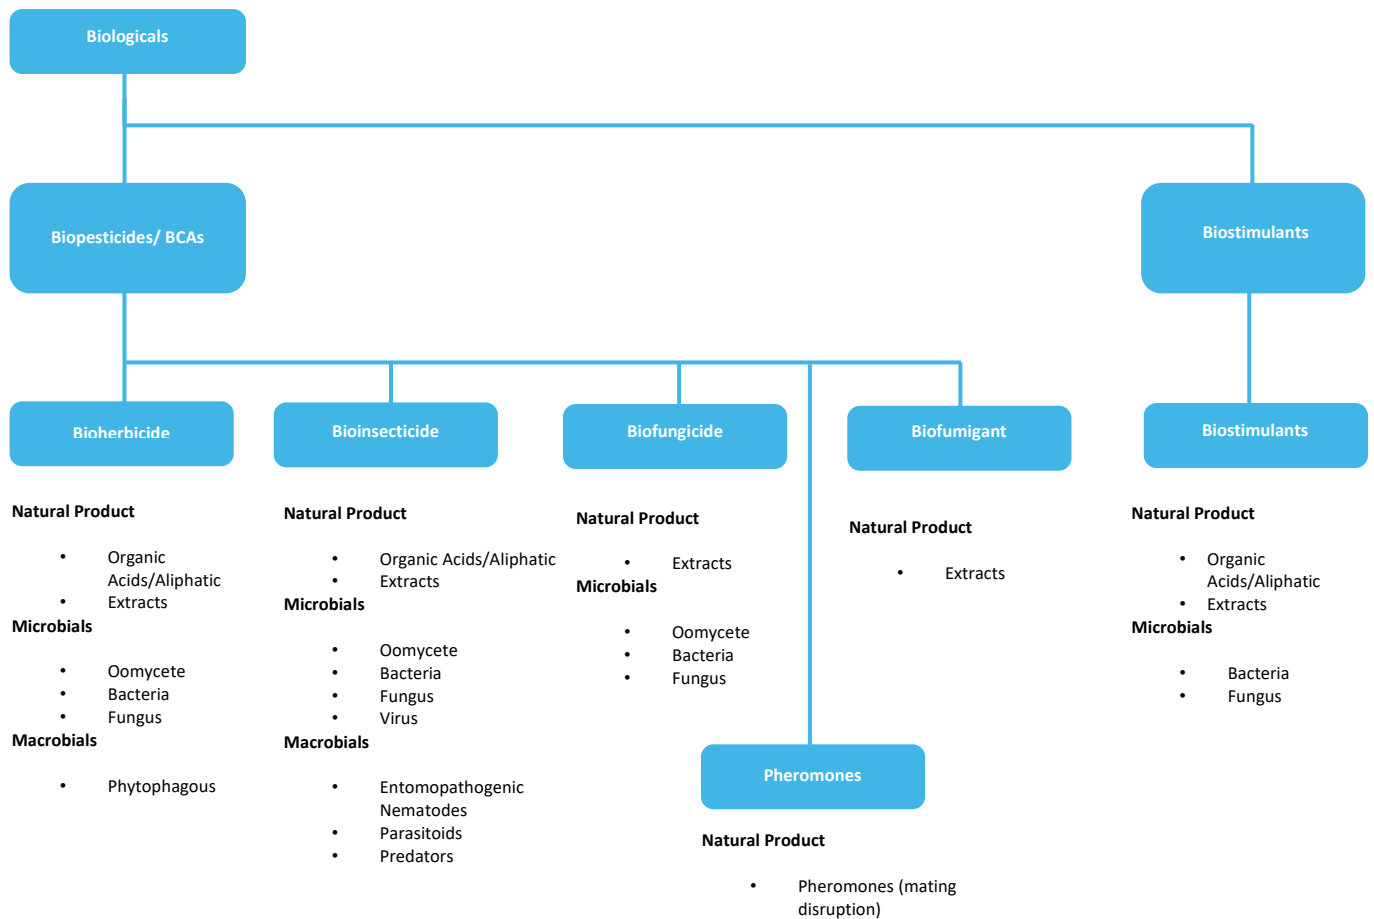 Biologicals
Biopesticides/ BCAs
Biostimulants
Bioherbicide
Bioinsecticide
Biofungicide
Biofumigant
Biostimulants
Natural Product
• Organic
Acids/Aliphatic
• Extracts
Microbials
• Oomycete
• Bacteria
• Fungus
Macrobials
• Phytophagous
Natural Product
• Organic Acids/Aliphatic
• Extracts
Microbials
• Oomycete
• Bacteria
• Fungus
• Virus
Macrobials
• Entomopathogenic
Nematodes
• Parasitoids
• Predators
Natural Product
• Extracts
Microbials
• Oomycete
• Bacteria
• Fungus
Pheromones
Natural Product
• Pheromones (mating
disruption)
Natural Product
• Extracts
Natural Product
• Organic
Acids/Aliphatic
• Extracts
Microbials
• Bacteria
• Fungus